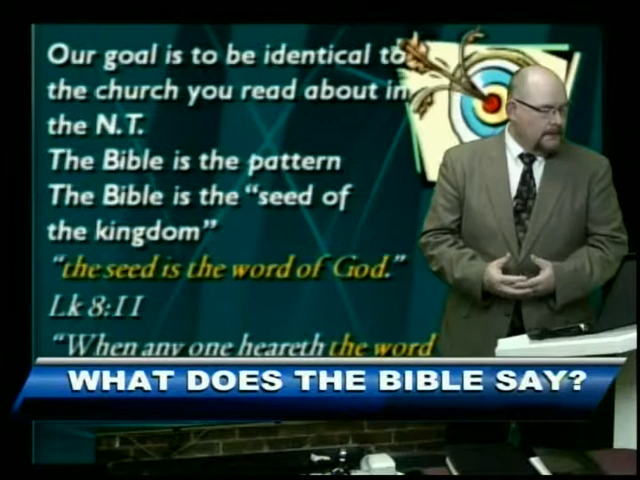 Our goal is to be identical to
the church you read about in
the N.T.
The Bible is the pattern
The Bible is the "seed of
the kingdom"
"the seed is the word of God."
Lk 8:11
"When any one heareth the word
WHAT DOES THE BIBLE SAY?